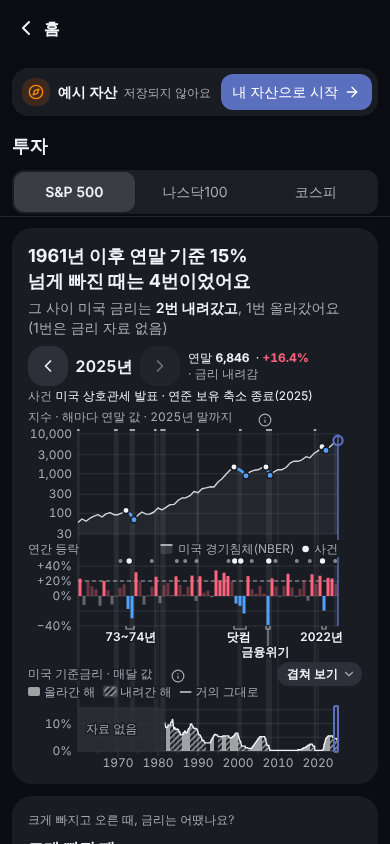 홈
예시 자산 저장되지 않아요 내 자산으로 시작
투자
S&P 500 나스닥100 코스피
1961년 이후 연말 기준 15%
넘게 빠진 때는 4번이었어요
그 사이 미국 금리는 2번 내려갔고, 1번 올라갔어요
(1번은 금리 자료 없음)
2025년 연말 6,846 · +16.4%
· 금리 내려감
사건 미국 상호관세 발표 · 연준 보유 축소 종료(2025)
지수 · 해마다 연말 값 · 2025년 말까지
10,000
3,000
1,000
300
100
30
연간 등락 미국 경기침체(NBER) 사건
+40%
+20%
0%
−40%
73~74년 닷컴 2022년
금융위기
미국 기준금리 · 매달 값 겹쳐 보기
올라간 해 내려간 해 거의 그대로
10% 자료 없음
0%
1970 1980 1990 2000 2010 2020
크게 빠지고 오른 때, 금리는 어땠나요?